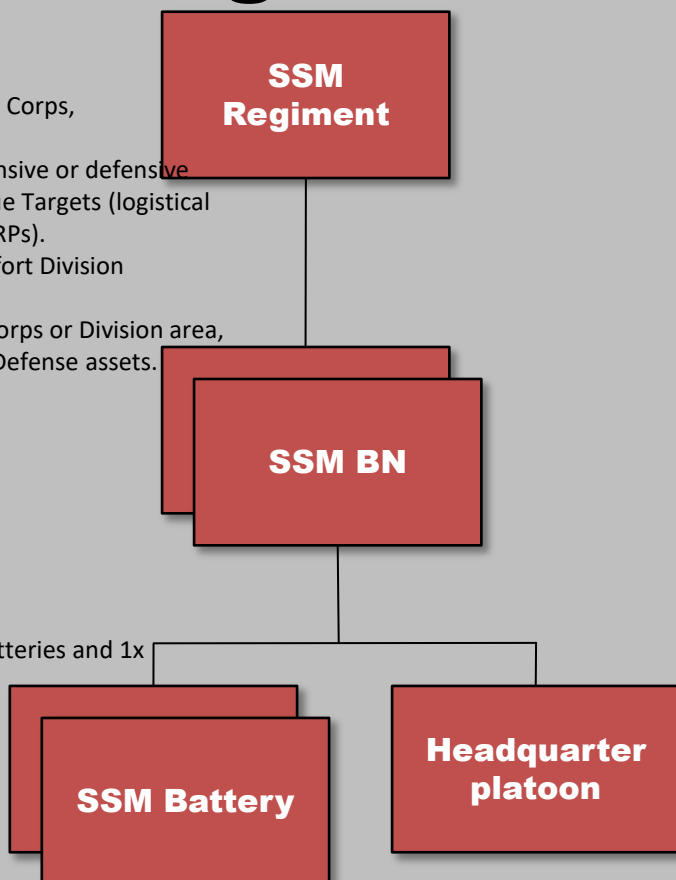 SSM
Regiment
Corps,
nsive or defensive
ue Targets (logistical
RPs).
fort Division
orps or Division area,
Defense assets.
SSM BN
tteries and 1x
SSM Battery
Headquarter
platoon